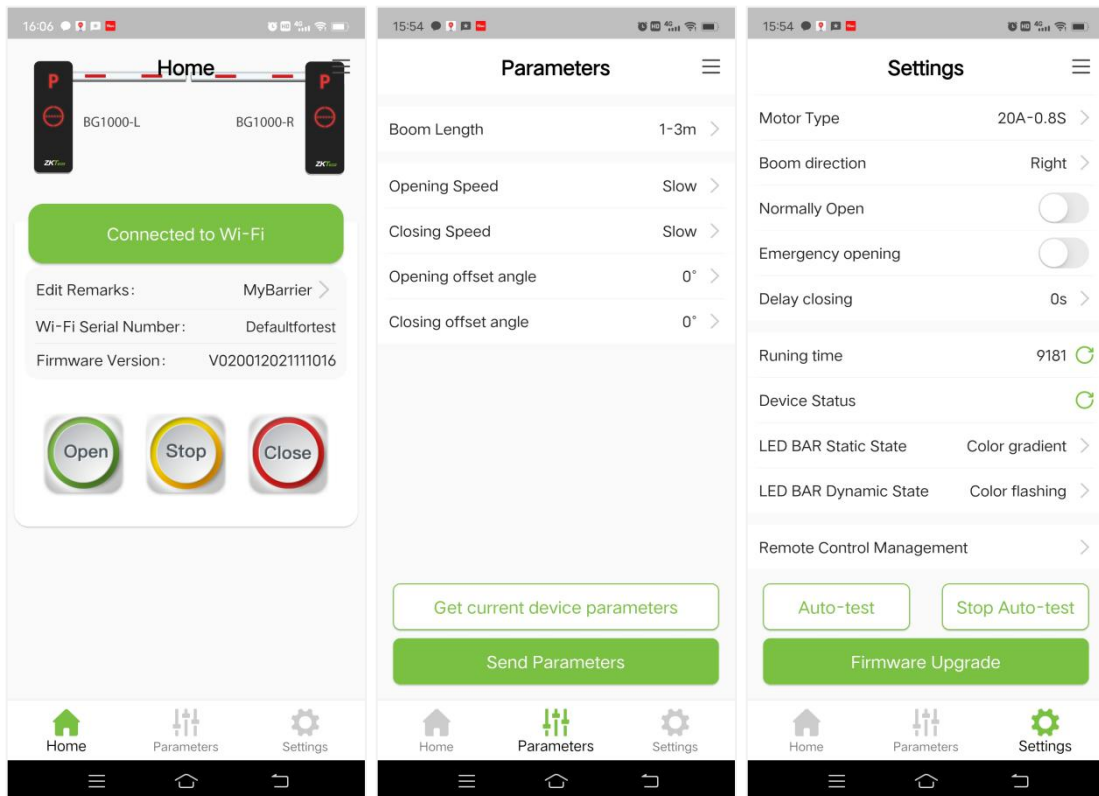 16:06
Home
P
P
BG1000-L
BG1000-R
ZKTeco
ZKTeco
Connected to Wi-Fi
Edit Remarks: MyBarrier
Wi-Fi Serial Number: Defaultfortest
Firmware Version: V020012021111016
Open Stop Close
Home Parameters Settings
15:54
Parameters
Boom Length 1-3m
Opening Speed Slow
Closing Speed Slow
Opening offset angle 0°
Closing offset angle 0°
Get current device parameters
Send Parameters
Home Parameters Settings
15:54
Settings
Motor Type 20A-0.8S
Boom direction Right
Normally Open
Emergency opening
Delay closing 0s
Runing time 9181
Device Status
LED BAR Static State Color gradient
LED BAR Dynamic State Color flashing
Remote Control Management
Auto-test Stop Auto-test
Firmware Upgrade
Home Parameters Settings